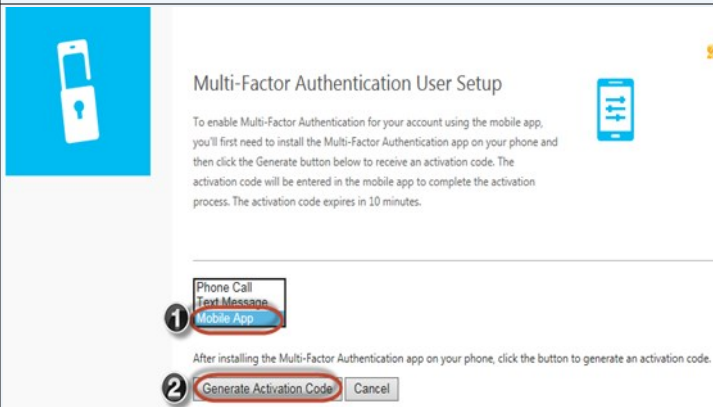 Multi-Factor Authentication User Setup
To enable Multi-Factor Authentication for your account using the mobile app,
you'll first need to install the Multi-Factor Authentication app on your phone and
then click the Generate button below to receive an activation code. The
activation code will be entered in the mobile app to complete the activation
process. The activation code expires in 10 minutes.
Phone Call
Text Message
1 Mobile App
After installing the Multi-Factor Authentication app on your phone, click the button to generate an activation code.
2 Generate Activation Code Cancel